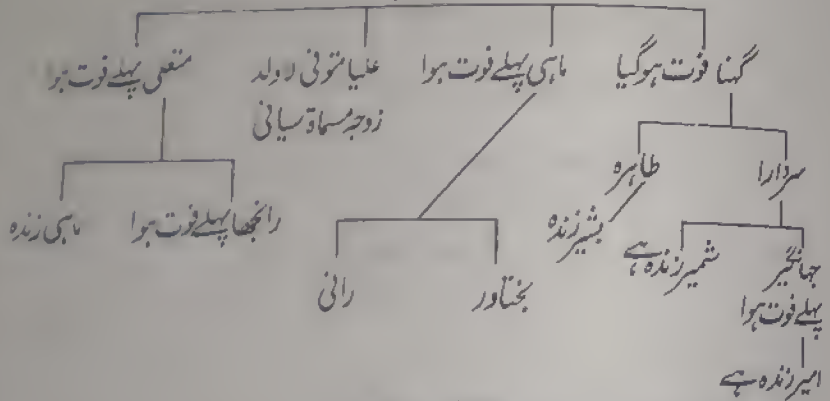 گہنا فوت ہوگیا
ماہی پہلے فوت ہوا
علیا متوفی لاولد
زوجہ مسماۃ سیانی
منعی پہلے فوت ہوا
سردارا
طاہرہ
رانجھا پہلے فوت ہوا
ماہی زندہ
جہانگیر
پہلے فوت ہوا
شمیر زندہ ہے
بشیر زندہ
بختاور
رانی
امیر زندہ ہے